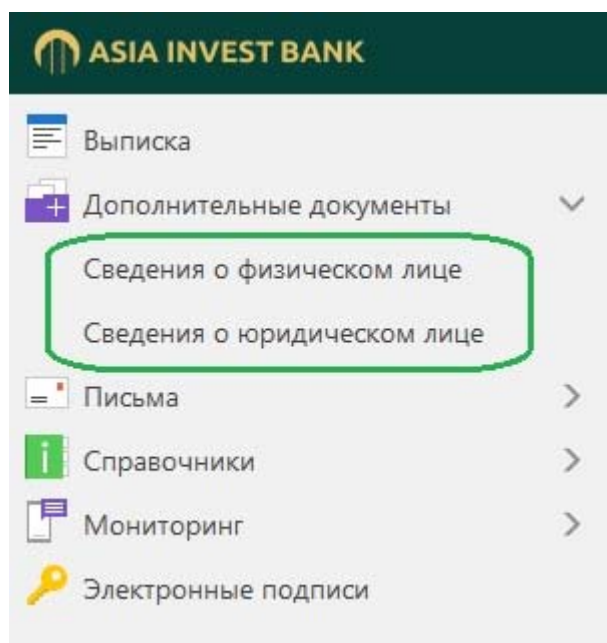 ASIA INVEST BANK
Выписка
Дополнительные документы
Сведения о физическом лице
Сведения о юридическом лице
Письма
Справочники
Мониторинг
Электронные подписи